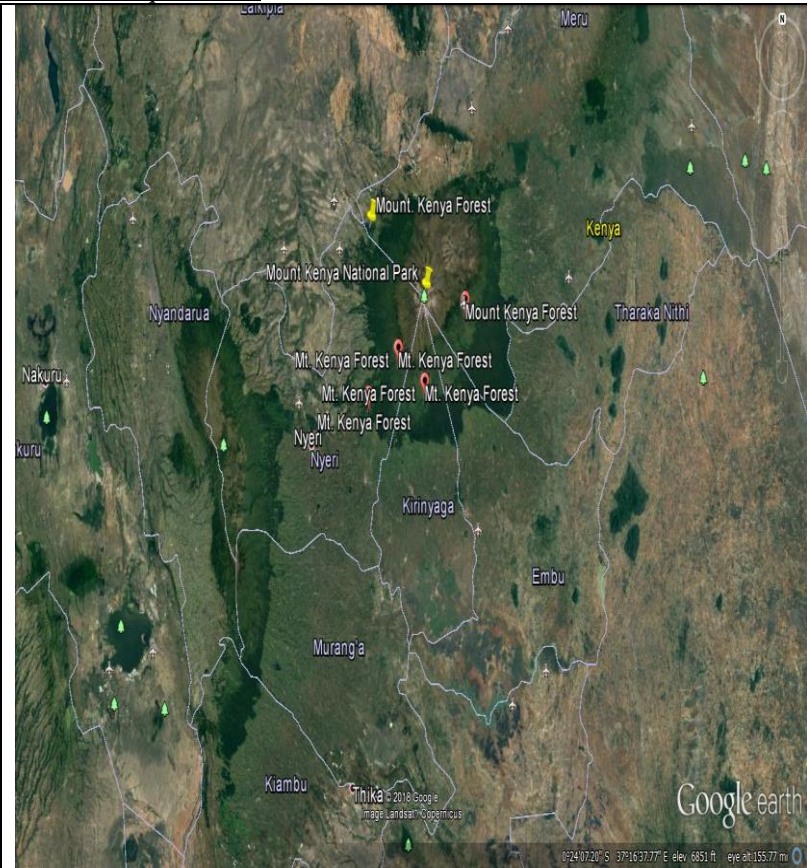 Laikipia
Meru
N
Mount. Kenya Forest
Kenya
Mount Kenya National Park
Nyandarua
Mount Kenya Forest
Tharaka Nithi
Mt. Kenya Forest
Mt. Kenya Forest
Nakuru
Mt. Kenya Forest
Mt. Kenya Forest
Mt. Kenya Forest
Nyeri
kuru
Nyeri
Kirinyaga
Embu
Murang'a
Kiambu
Thika
© 2018 Google
Image Landsat / Copernicus
Google earth
0°24'07.20" S 37°16'37.77" E elev 6851 ft eye alt 155.77 mi